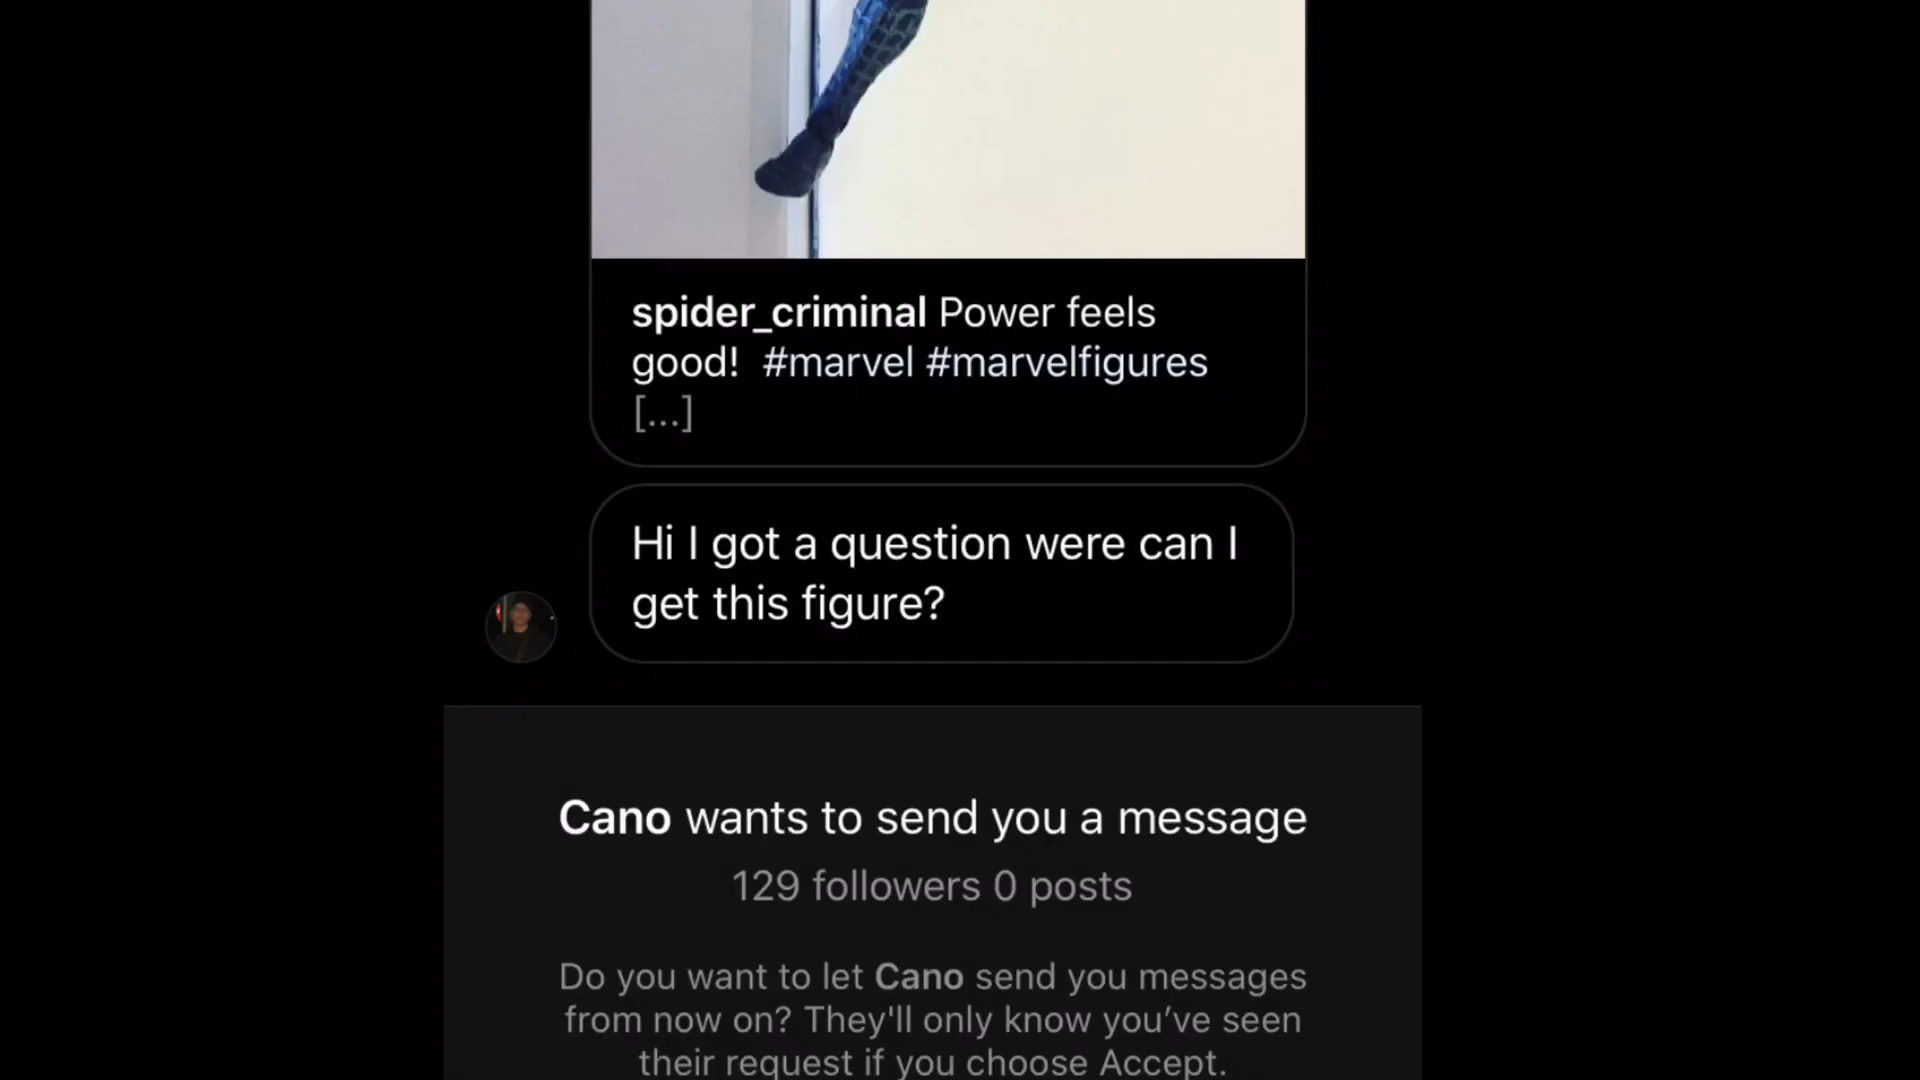 spider_criminal Power feels
good! #marvel #marvelfigures
[...]
Hi I got a question were can I
get this figure?
Cano wants to send you a message
129 followers 0 posts
Do you want to let Cano send you messages
from now on? They'll only know you’ve seen
their request if you choose Accept.